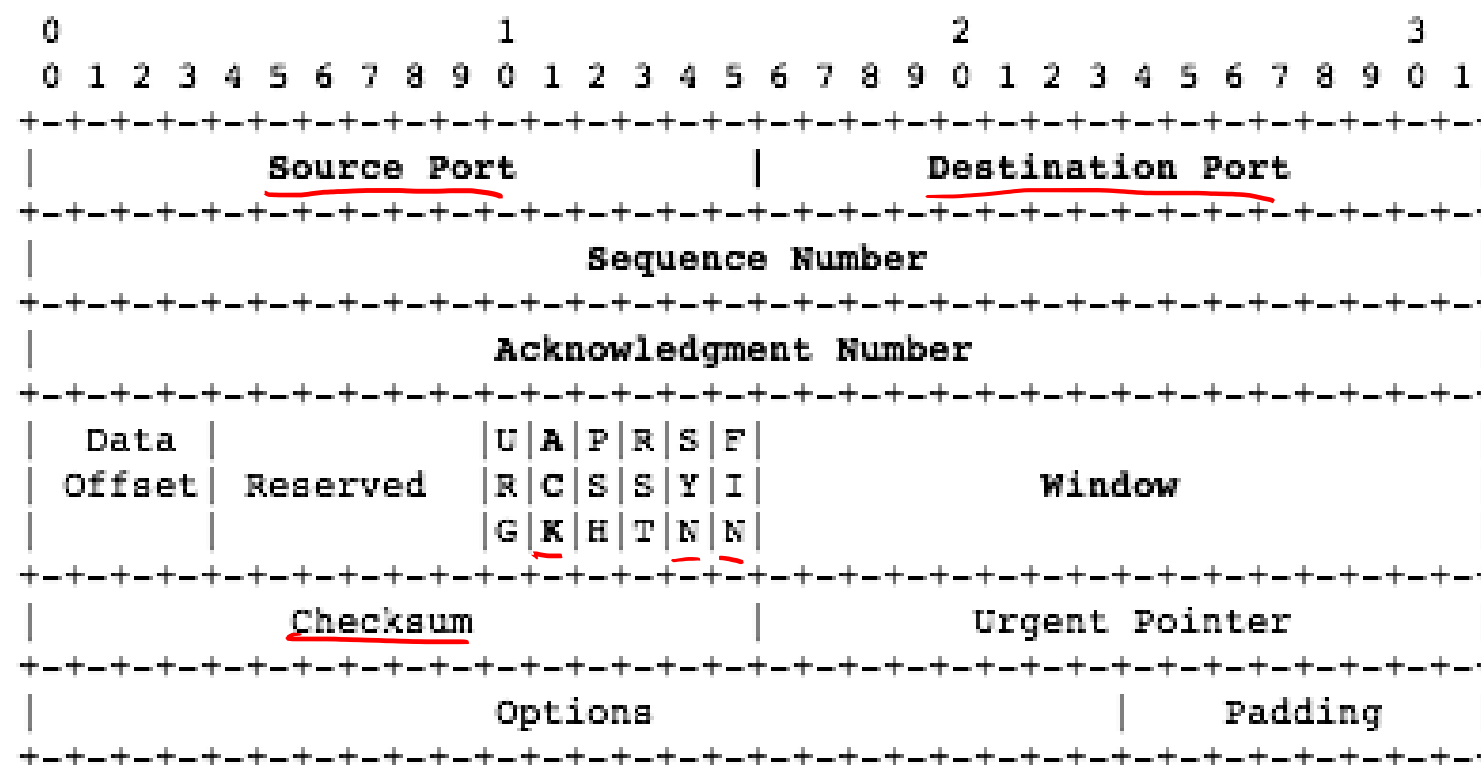 0                   1                   2                   3
0 1 2 3 4 5 6 7 8 9 0 1 2 3 4 5 6 7 8 9 0 1 2 3 4 5 6 7 8 9 0 1
+-+-+-+-+-+-+-+-+-+-+-+-+-+-+-+-+-+-+-+-+-+-+-+-+-+-+-+-+-+-+-+-
| Source Port | Destination Port
+-+-+-+-+-+-+-+-+-+-+-+-+-+-+-+-+-+-+-+-+-+-+-+-+-+-+-+-+-+-+-+-
| Sequence Number
+-+-+-+-+-+-+-+-+-+-+-+-+-+-+-+-+-+-+-+-+-+-+-+-+-+-+-+-+-+-+-+-
| Acknowledgment Number
+-+-+-+-+-+-+-+-+-+-+-+-+-+-+-+-+-+-+-+-+-+-+-+-+-+-+-+-+-+-+-+-
| Data | |U|A|P|R|S|F|
| Offset| Reserved |R|C|S|S|Y|I| Window
| | |G|K|H|T|N|N|
+-+-+-+-+-+-+-+-+-+-+-+-+-+-+-+-+-+-+-+-+-+-+-+-+-+-+-+-+-+-+-+-
| Checksum | Urgent Pointer
+-+-+-+-+-+-+-+-+-+-+-+-+-+-+-+-+-+-+-+-+-+-+-+-+-+-+-+-+-+-+-+-
| Options | Padding
+-+-+-+-+-+-+-+-+-+-+-+-+-+-+-+-+-+-+-+-+-+-+-+-+-+-+-+-+-+-+-+-